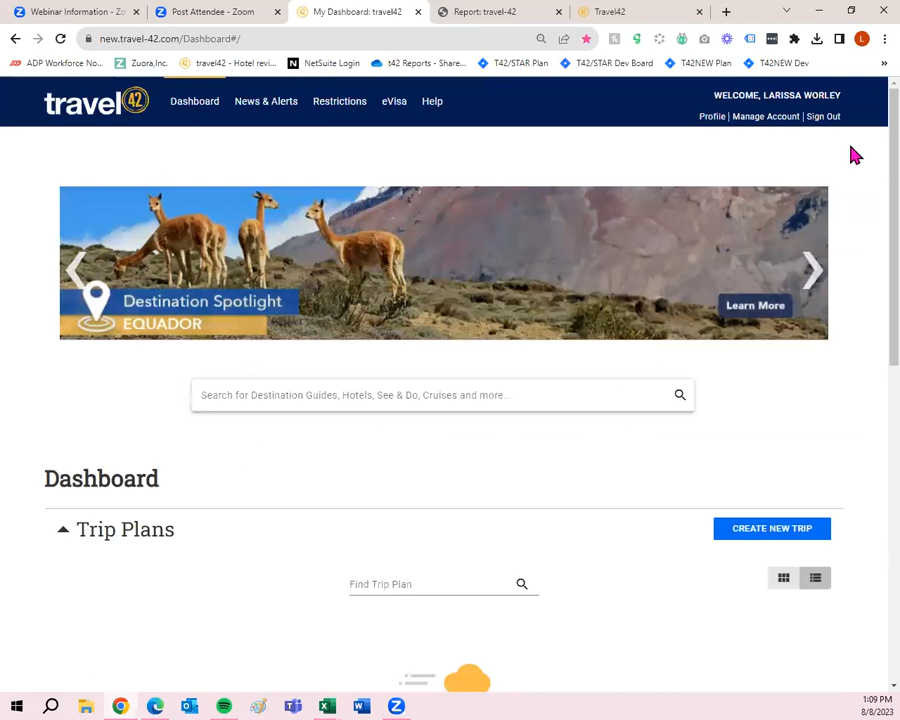 Webinar Information - Zo
Post Attendee - Zoom
My Dashboard: travel42
Report: travel-42
Travel42
new.travel-42.com/Dashboard#/
L
ADP Workforce No...
Zuora,Inc.
travel42 - Hotel revi...
NetSuite Login
t42 Reports - Share...
T42/STAR Plan
T42/STAR Dev Board
T42NEW Plan
T42NEW Dev
»
travel 42
Dashboard
News & Alerts
Restrictions
eVisa
Help
WELCOME, LARISSA WORLEY
Profile | Manage Account | Sign Out
Destination Spotlight
EQUADOR
Learn More
Search for Destination Guides, Hotels, See & Do, Cruises and more...
Dashboard
Trip Plans
CREATE NEW TRIP
Find Trip Plan
1:09 PM
8/8/2023